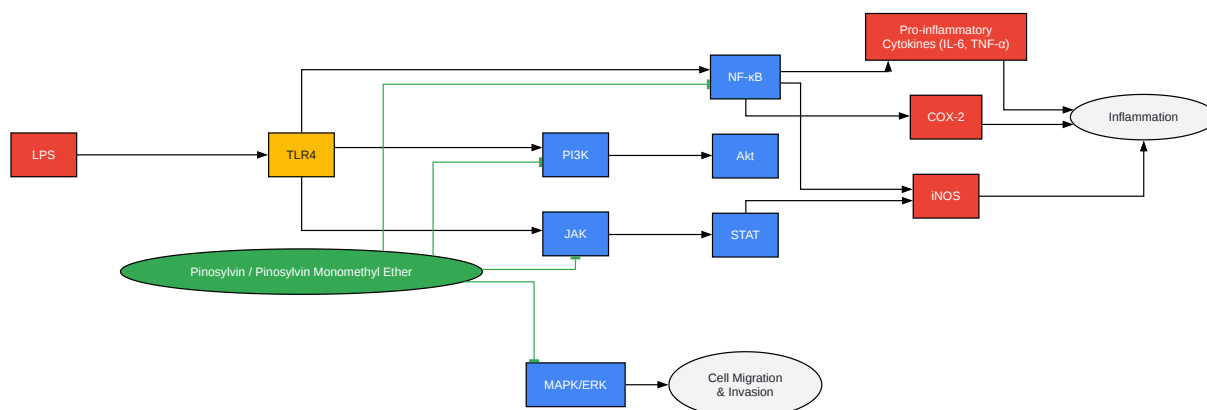 Pro-inflammatory
Cytokines (IL-6, TNF-α)
NF-κB
COX-2
Inflammation
LPS
TLR4
PI3K
Akt
iNOS
JAK
STAT
Pinosylvin / Pinosylvin Monomethyl Ether
MAPK/ERK
Cell Migration
& Invasion